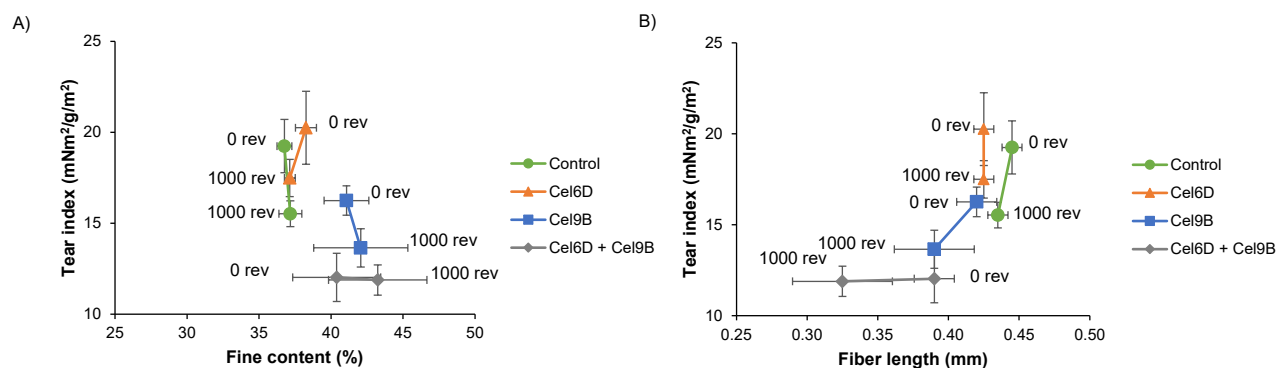 A)
Tear index (mNm²/g/m²)
25
20
15
10
25
30
35
40
45
50
Fine content (%)
0 rev
0 rev
1000 rev
1000 rev
0 rev
1000 rev
0 rev
1000 rev
Control
Cel6D
Cel9B
Cel6D + Cel9B
B)
Tear index (mNm²/g/m²)
25
20
15
10
0.25
0.30
0.35
0.40
0.45
0.50
Fiber length (mm)
0 rev
0 rev
1000 rev
0 rev
1000 rev
1000 rev
1000 rev
0 rev
Control
Cel6D
Cel9B
Cel6D + Cel9B